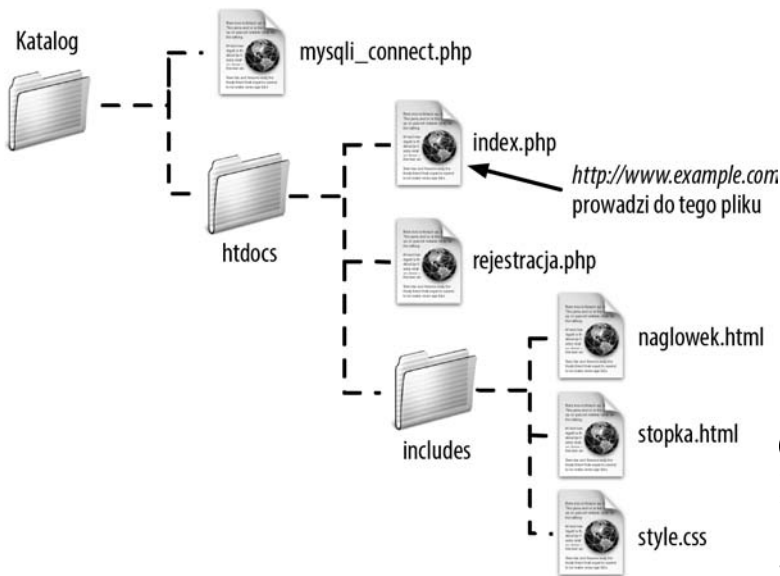 Katalog
mysqli_connect.php
index.php
http://www.example.com
prowadzi do tego pliku
htdocs
rejestracja.php
naglowek.html
includes
stopka.html
style.css